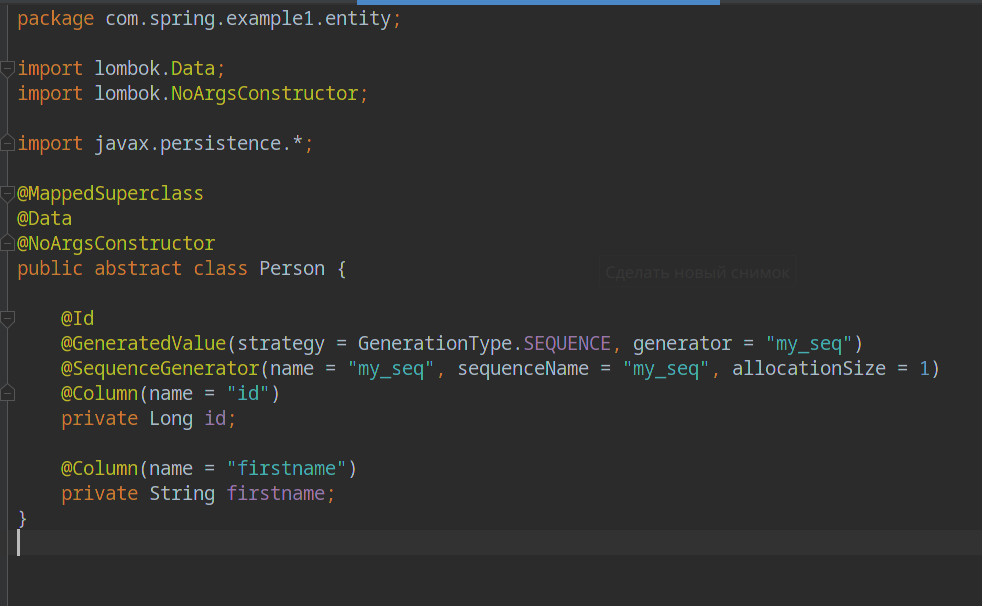 package com.spring.example1.entity;
import lombok.Data;
import lombok.NoArgsConstructor;
import javax.persistence.*;
@MappedSuperclass
@Data
@NoArgsConstructor
public abstract class Person {
Сделать новый снимок
@Id
@GeneratedValue(strategy = GenerationType.SEQUENCE, generator = "my_seq")
@SequenceGenerator(name = "my_seq", sequenceName = "my_seq", allocationSize = 1)
@Column(name = "id")
private Long id;
@Column(name = "firstname")
private String firstname;
}